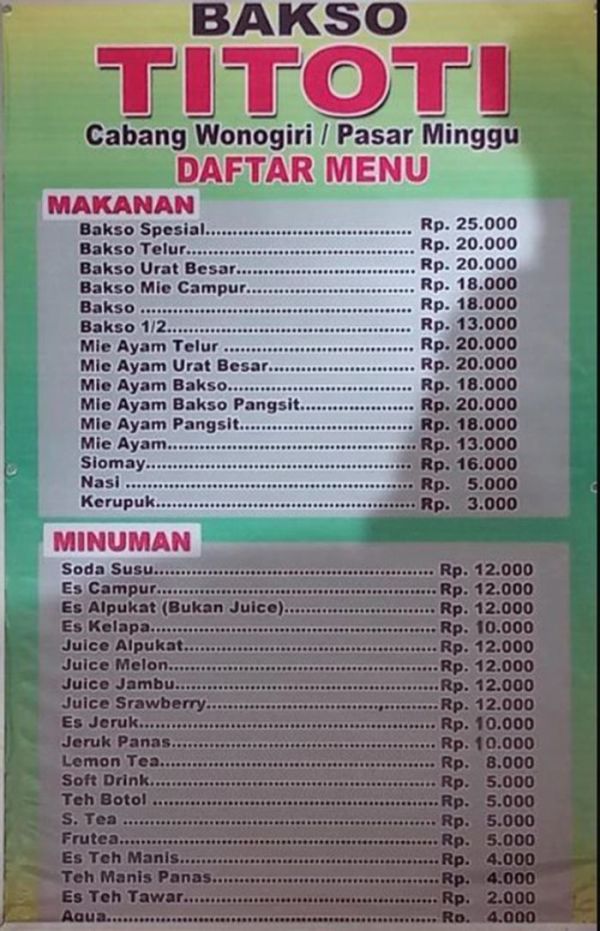 BAKSO
TITOTI
Cabang Wonogiri / Pasar Minggu
DAFTAR MENU
MAKANAN
Bakso Spesial........................................ Rp. 25.000
Bakso Telur........................................... Rp. 20.000
Bakso Urat Besar.................................. Rp. 20.000
Bakso Mie Campur................................ Rp. 18.000
Bakso .................................................... Rp. 18.000
Bakso 1/2............................................... Rp. 13.000
Mie Ayam Telur .................................... Rp. 20.000
Mie Ayam Urat Besar............................ Rp. 20.000
Mie Ayam Bakso................................... Rp. 18.000
Mie Ayam Bakso Pangsit...................... Rp. 20.000
Mie Ayam Pangsit................................. Rp. 18.000
Mie Ayam............................................... Rp. 13.000
Siomay................................................... Rp. 16.000
Nasi ....................................................... Rp. 5.000
Kerupuk.................................................. Rp. 3.000
MINUMAN
Soda Susu...................................................... Rp. 12.000
Es Campur...................................................... Rp. 12.000
Es Alpukat (Bukan Juice)............................. Rp. 12.000
Es Kelapa....................................................... Rp. 10.000
Juice Alpukat................................................. Rp. 12.000
Juice Melon.................................................... Rp. 12.000
Juice Jambu................................................... Rp. 12.000
Juice Srawberry............................................. Rp. 12.000
Es Jeruk.......................................................... Rp. 10.000
Jeruk Panas................................................... Rp. 10.000
Lemon Tea...................................................... Rp. 8.000
Soft Drink........................................................ Rp. 5.000
Teh Botol ........................................................ Rp. 5.000
S. Tea ............................................................. Rp. 5.000
Frutea.............................................................. Rp. 5.000
Es Teh Manis.................................................. Rp. 4.000
Teh Manis Panas............................................ Rp. 4.000
Es Teh Tawar.................................................. Rp. 2.000
Aqua................................................................ Rp. 4.000